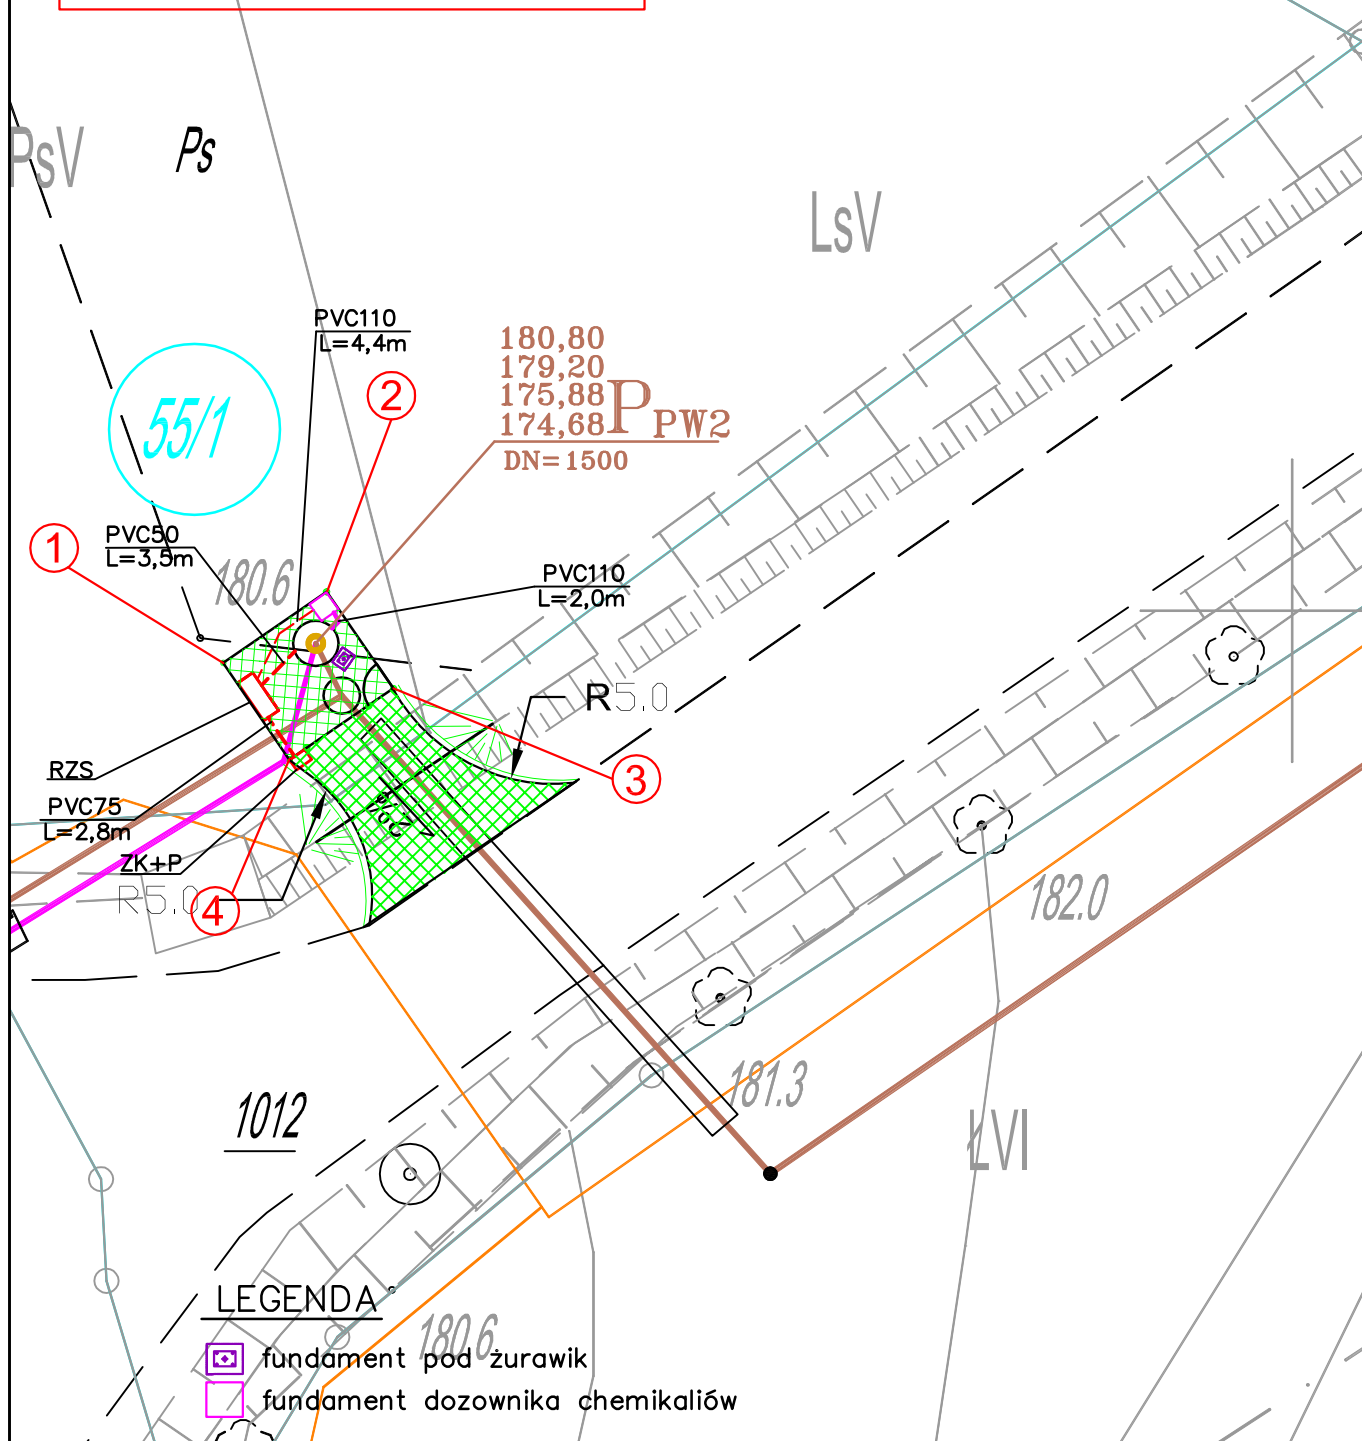 PsV
Ps
LsV
PVC110
L=4,4m
180,80
179,20
175,88
174,68
P PW2
DN=1500
2
55/1
1
PVC50
L=3,5m
180.6
PVC110
L=2,0m
R5.0
RZS
3
PVC75
L=2,8m
ZK+P
R5.0
4
182.0
181.3
1012
ŁVI
LEGENDA
180.6
fundament pod żurawik
fundament dozownika chemikaliów